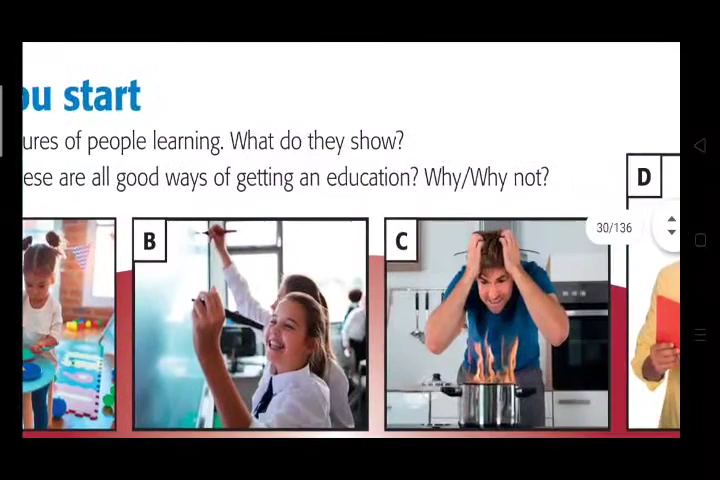 ou start
ures of people learning. What do they show?
ese are all good ways of getting an education? Why/Why not?
B
C
D
30/136